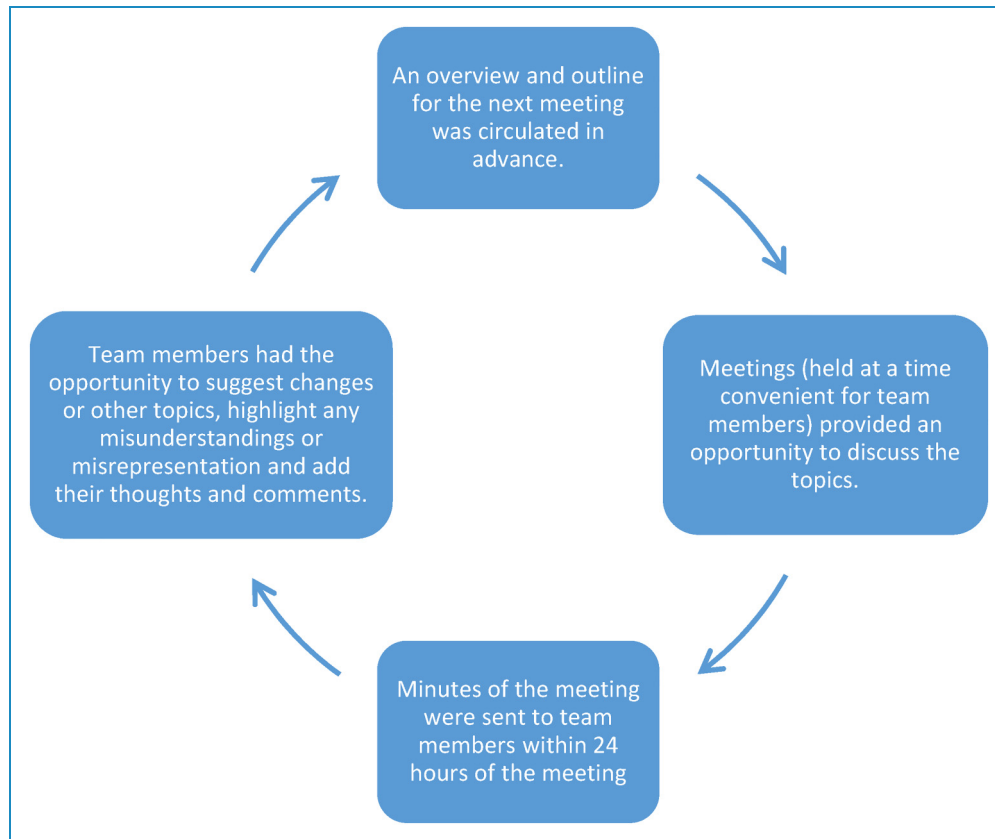 An overview and outline
for the next meeting
was circulated in
advance.
Meetings (held at a time
convenient for team
members) provided an
opportunity to discuss the
topics.
Minutes of the meeting
were sent to team
members within 24
hours of the meeting
Team members had the
opportunity to suggest changes
or other topics, highlight any
misunderstandings or
misrepresentation and add
their thoughts and comments.